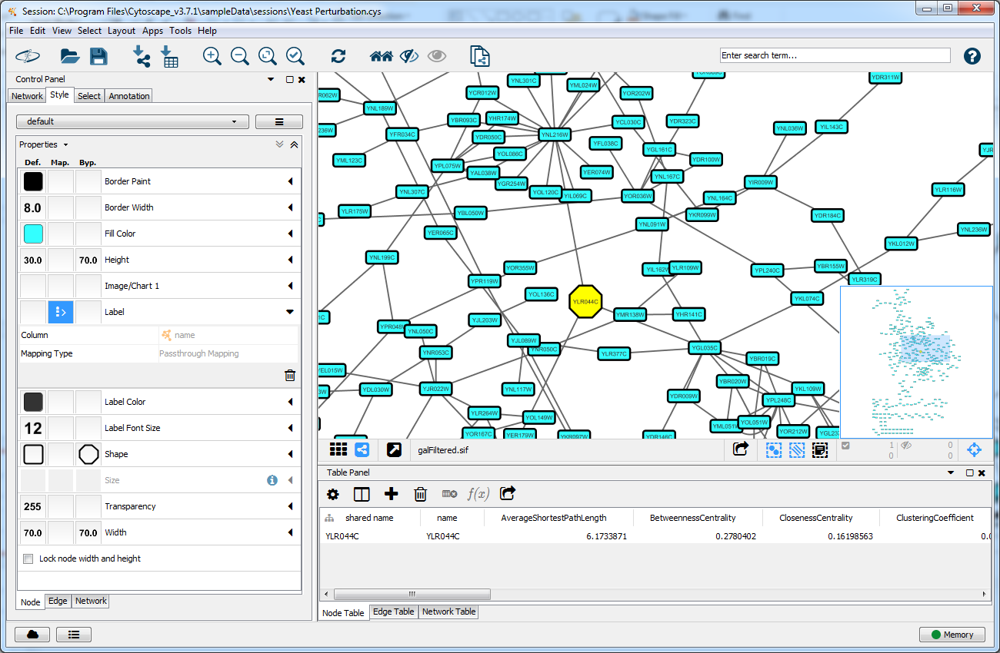 Session: C:\Program Files\Cytoscape_v3.7.1\sampleData\sessions\Yeast Perturbation.cys
File Edit View Select Layout Apps Tools Help
Enter search term...
Control Panel
Network Style Select Annotation
default
Properties
Def. Map. Byp.
Border Paint
8.0 Border Width
Fill Color
30.0 70.0 Height
Image/Chart 1
Label
Column name
Mapping Type Passthrough Mapping
Label Color
12 Label Font Size
Shape
Size
255 Transparency
70.0 70.0 Width
Lock node width and height
Node Edge Network
YNL301C
YDR311W
YML024W
YCR012W
YOR202W
YNL189W
YBR093C
YHR174W
YCL030C
YDR323C
YNL036W
YIL143C
YFR034C
YDR050C
YNL216W
YFL038C
YGL161C
YOL086C
YML123C
YPL075W
YDR100W
YAL038W
YER074W
YNL167C
YGR254W
YIR009W
YLR116W
YNL307C
YOL120C
YIL069C
YOR036W
YNL164C
YLR175W
YBL050W
YKR099W
YDR184C
YNL091W
YER065C
YNL236W
YKL012W
YNL199C
YOR355W
YIL162W
YLR109W
YPL240C
YBR155W
YPR119W
YLR319C
YOL136C
YLR044C
YKL074C
YJL203W
YMR138W
YHR141C
YPR048W
YNL050C
YJL089W
YNR050C
YNR053C
YLR377C
YGL035C
YBR019C
YEL015W
YBR020W
YDL030W
YJR022W
YNL117W
YKL109W
YDR009W
YPL248C
YLR264W
YOL149W
YML051W
YOL051W
YOR167C
YER179W
YKR097W
YDR146C
YOR212W
galFiltered.sif
1 0
0 0
Table Panel
f(x)
shared name name AverageShortestPathLength BetweennessCentrality ClosenessCentrality ClusteringCoefficient
YLR044C YLR044C 6.1733871 0.2780402 0.16198563 0.0
Node Table Edge Table Network Table
Memory